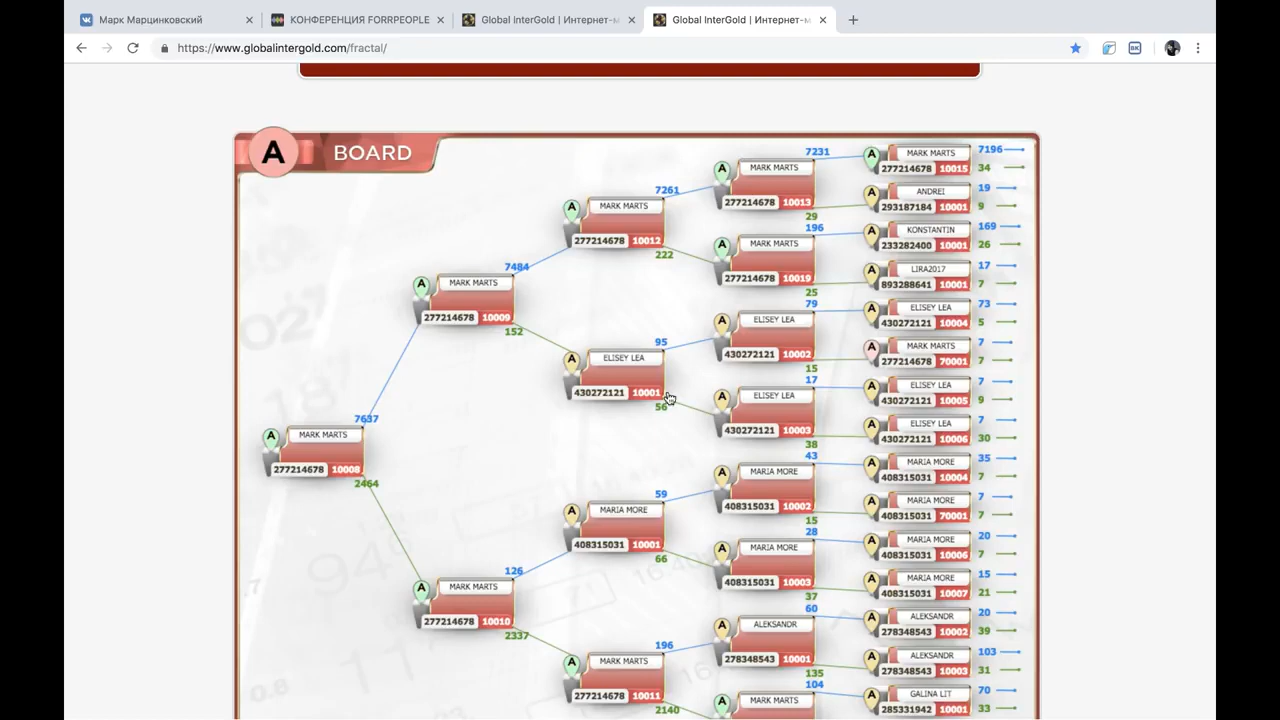 Марк Марцинковский
КОНФЕРЕНЦИЯ FORRPEOPLE
Global InterGold | Интернет-м
Global InterGold | Интернет-м
https://www.globalintergold.com/fractal/
A BOARD
A MARK MARTS
277214678 10008
7637
2464
A MARK MARTS
277214678 10009
7484
152
A MARK MARTS
277214678 10010
126
2337
A MARK MARTS
277214678 10012
7261
222
A ELISEY LEA
430272121 10001
95
56
A MARIA MORE
408315031 10001
59
66
A MARK MARTS
277214678 10011
196
2140
A MARK MARTS
277214678 10013
7231
29
A MARK MARTS
277214678 10019
196
25
A ELISEY LEA
430272121 10002
79
15
A ELISEY LEA
430272121 10003
17
38
A MARIA MORE
408315031 10002
43
15
A MARIA MORE
408315031 10003
28
37
A ALEKSANDR
278348543 10001
60
135
A MARK MARTS
104
A MARK MARTS 7196
277214678 10015 34
A ANDREI 19
293187184 10001 9
A KONSTANTIN 169
233282400 10001 26
A LIRA2017 17
893288641 10001 7
A ELISEY LEA 73
430272121 10004 5
A MARK MARTS 7
277214678 70001 7
A ELISEY LEA 7
430272121 10005 9
A ELISEY LEA 7
430272121 10006 30
A MARIA MORE 35
408315031 10004 7
A MARIA MORE 7
408315031 70001 7
A MARIA MORE 20
408315031 10006 7
A MARIA MORE 15
408315031 10007 21
A ALEKSANDR 20
278348543 10002 39
A ALEKSANDR 103
278348543 10003 31
A GALINA LIT 70
285331942 10001 33